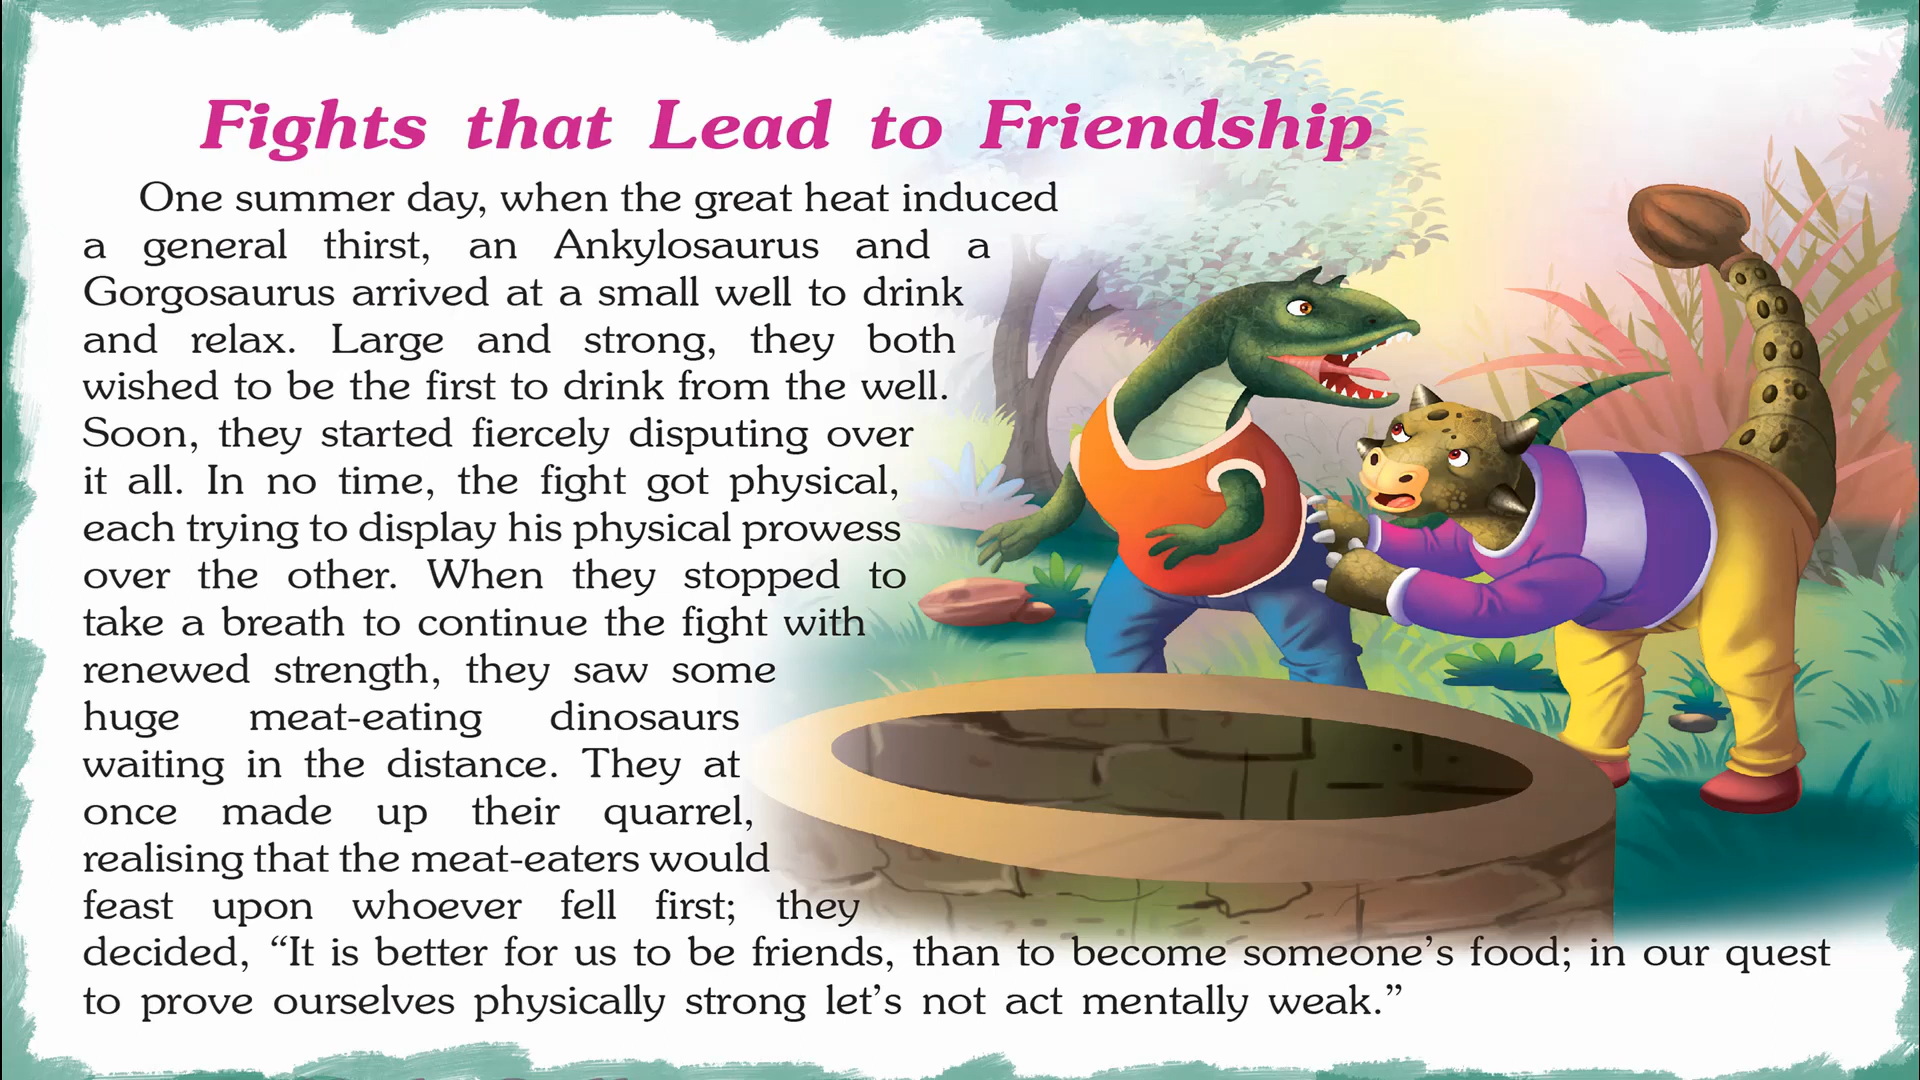 Fights that Lead to Friendship
One summer day, when the great heat induced
a general thirst, an Ankylosaurus and a
Gorgosaurus arrived at a small well to drink
and relax. Large and strong, they both
wished to be the first to drink from the well.
Soon, they started fiercely disputing over
it all. In no time, the fight got physical,
each trying to display his physical prowess
over the other. When they stopped to
take a breath to continue the fight with
renewed strength, they saw some
huge meat-eating dinosaurs
waiting in the distance. They at
once made up their quarrel,
realising that the meat-eaters would
feast upon whoever fell first; they
decided, “It is better for us to be friends, than to become someone’s food; in our quest
to prove ourselves physically strong let’s not act mentally weak.”